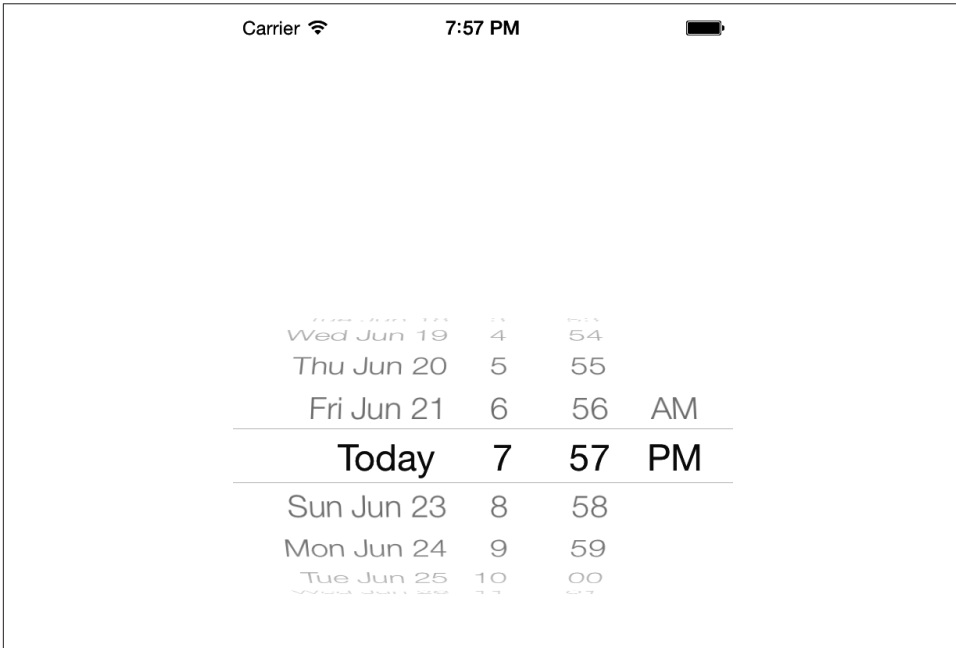 Carrier 7:57 PM
Wed Jun 19 4 54
Thu Jun 20 5 55
Fri Jun 21 6 56 AM
Today 7 57 PM
Sun Jun 23 8 58
Mon Jun 24 9 59
Tue Jun 25 10 00